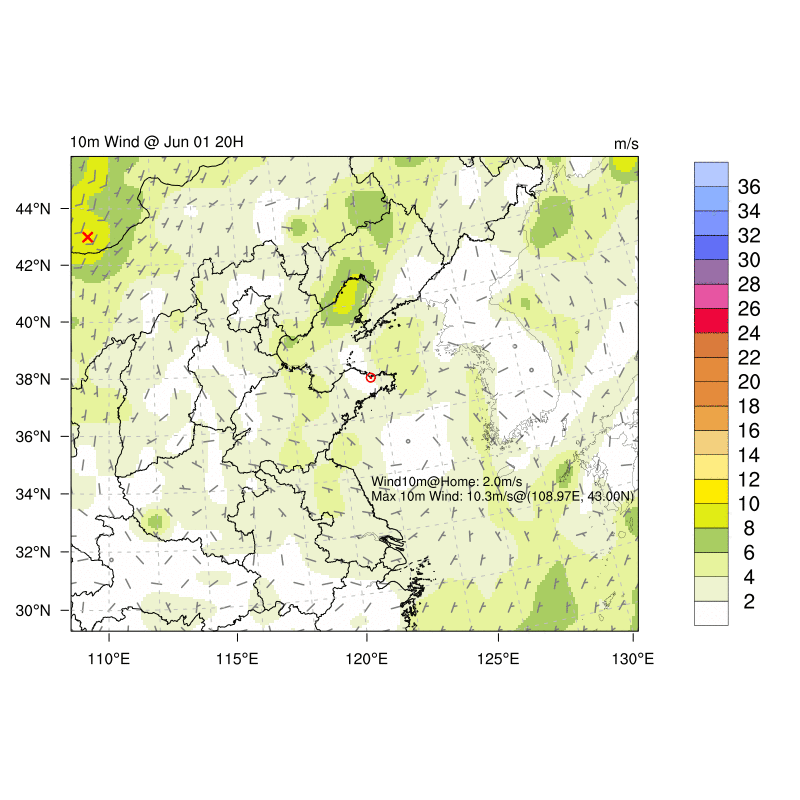 10m Wind @ Jun 01 20H
m/s
44°N
42°N
40°N
38°N
36°N
34°N
32°N
30°N
110°E
115°E
120°E
125°E
130°E
Wind10m@Home: 2.0m/s
Max 10m Wind: 10.3m/s@(108.97E, 43.00N)
36
34
32
30
28
26
24
22
20
18
16
14
12
10
8
6
4
2